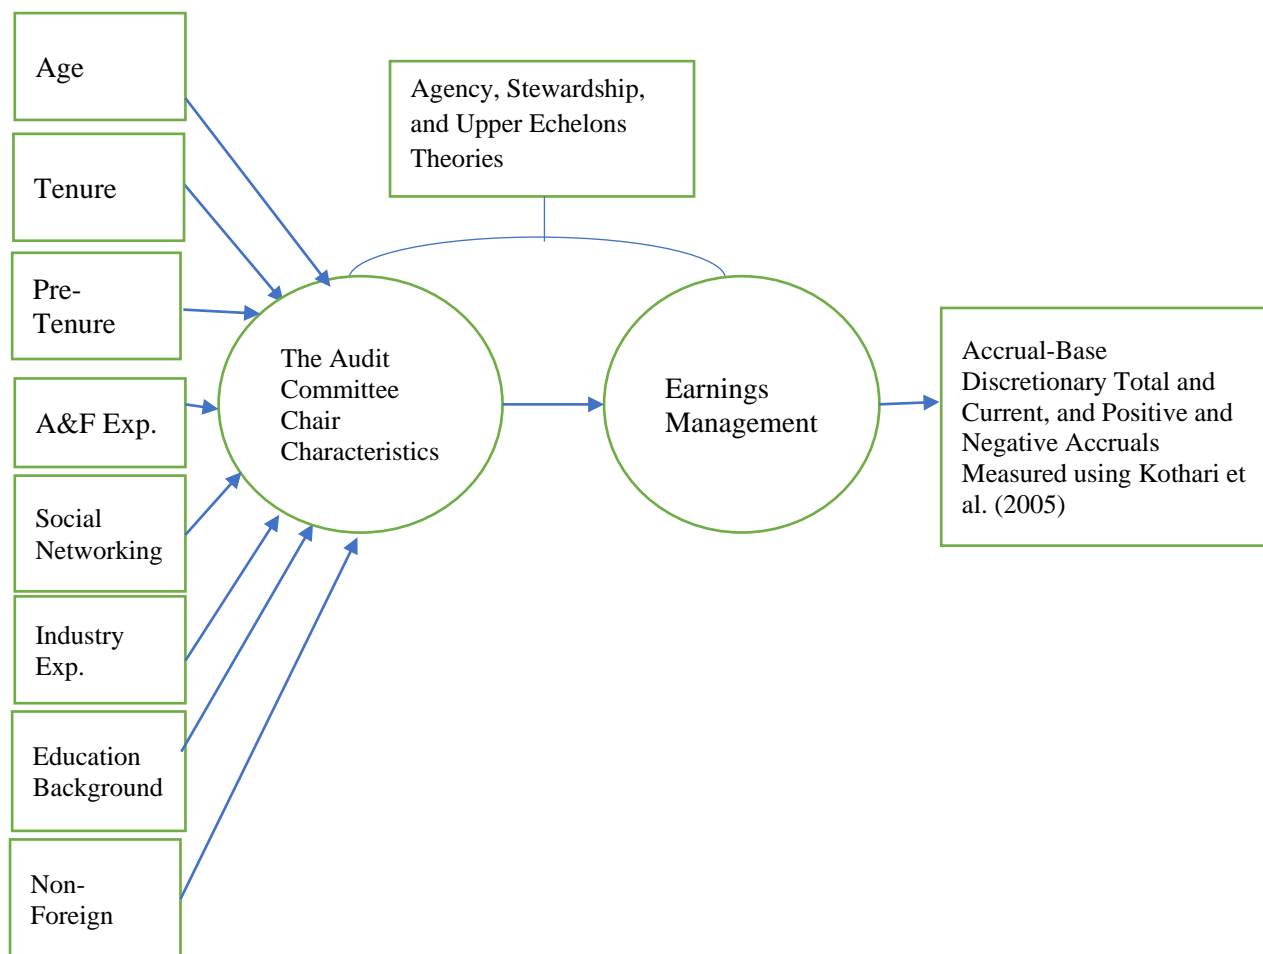 Age
Tenure
Pre-
Tenure
A&F Exp.
Social
Networking
Industry
Exp.
Education
Background
Non-
Foreign
Agency, Stewardship,
and Upper Echelons
Theories
The Audit
Committee
Chair
Characteristics
Earnings
Management
Accrual-Base
Discretionary Total and
Current, and Positive and
Negative Accruals
Measured using Kothari et
al. (2005)